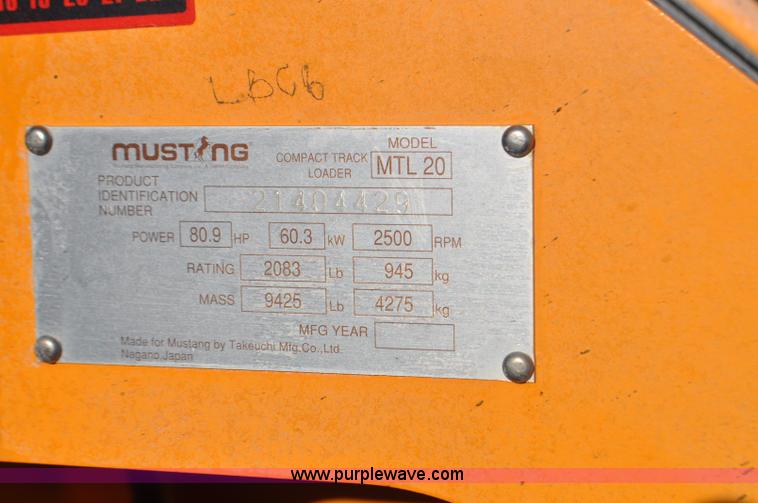 MUSTANG
COMPACT TRACK LOADER
MODEL
MTL 20
PRODUCT
IDENTIFICATION
NUMBER
21404429
POWER 80.9 HP 60.3 kW 2500 RPM
RATING 2083 Lb 945 kg
MASS 9425 Lb 4275 kg
MFG YEAR
Made for Mustang by Takeuchi Mfg.Co.,Ltd.
Nagano.Japan
www.purplewave.com